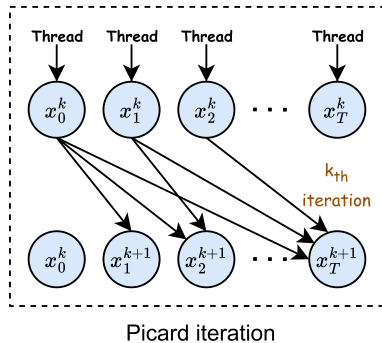 Thread Thread Thread Thread
x_0^k x_1^k x_2^k ... x_T^k
k_th
iteration
x_0^k x_1^{k+1} x_2^{k+1} ... x_T^{k+1}
Picard iteration